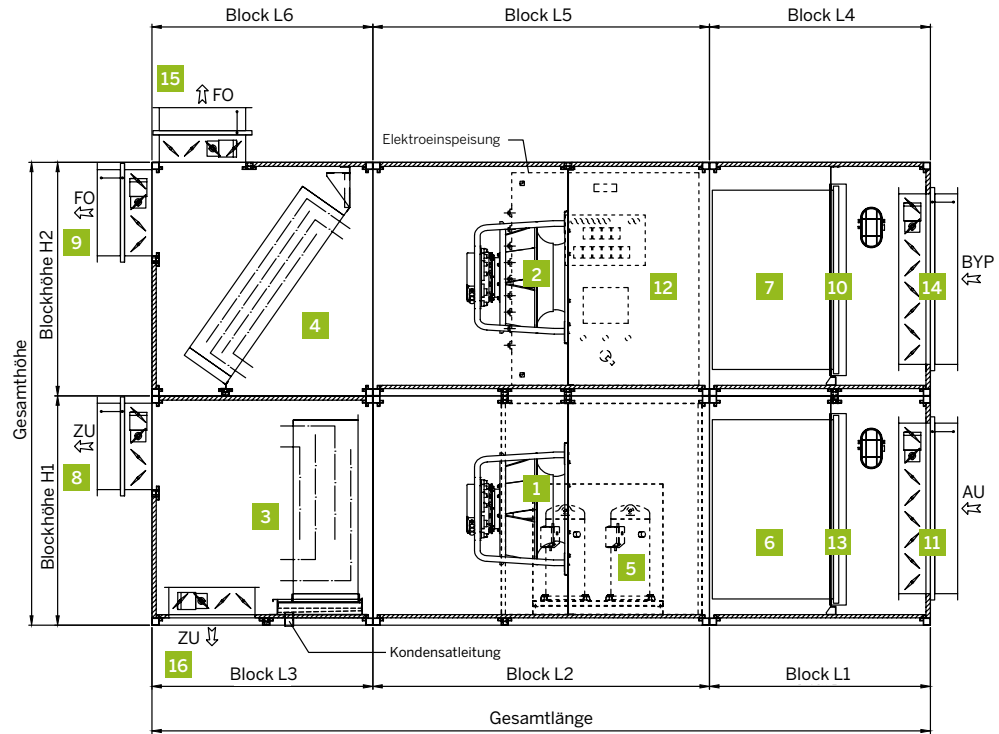 Block L6
Block L5
Block L4
15
FO
Elektroeinspeisung
FO
9
2
12
7
10
14
BYP
4
Blockhöhe H2
Gesamthöhe
ZU
8
3
1
5
6
13
11
AU
Blockhöhe H1
ZU
16
Kondensatleitung
Block L3
Block L2
Block L1
Gesamtlänge